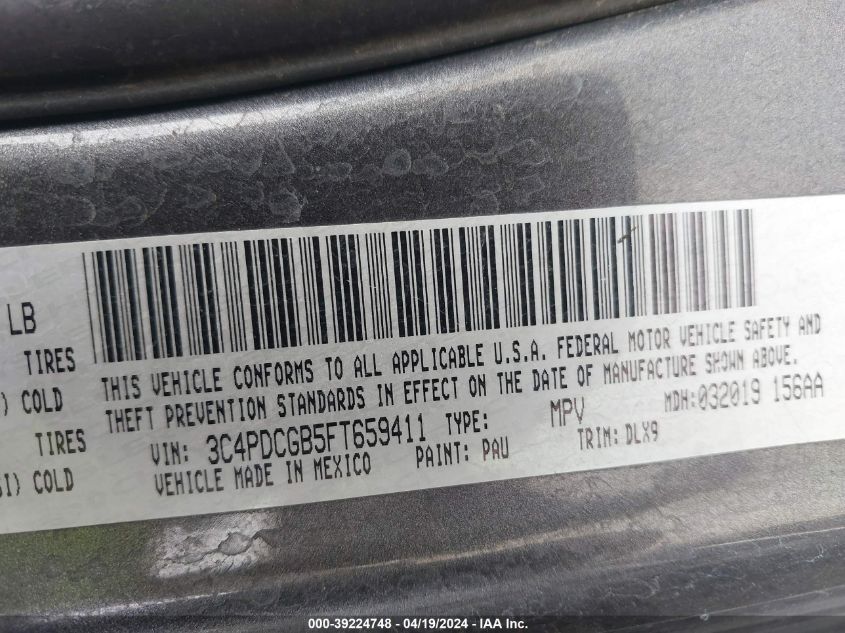 LB
TIRES
) COLD
TIRES
SI) COLD
THIS VEHICLE CONFORMS TO ALL APPLICABLE U.S.A. FEDERAL MOTOR VEHICLE SAFETY AND
THEFT PREVENTION STANDARDS IN EFFECT ON THE DATE OF MANUFACTURE SHOWN ABOVE.
VIN: 3C4PDCGB5FT659411 TYPE: MPV MDH:032019 156AA
VEHICLE MADE IN MEXICO PAINT: PAU TRIM: DLX9
000-39224748 - 04/19/2024 - IAA Inc.